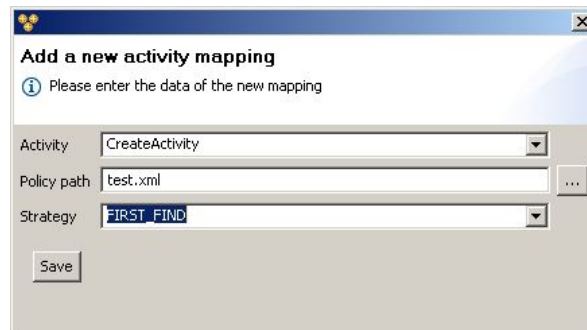 Add a new activity mapping
Please enter the data of the new mapping
Activity CreateActivity
Policy path test.xml ...
Strategy FIRST_FIND
Save